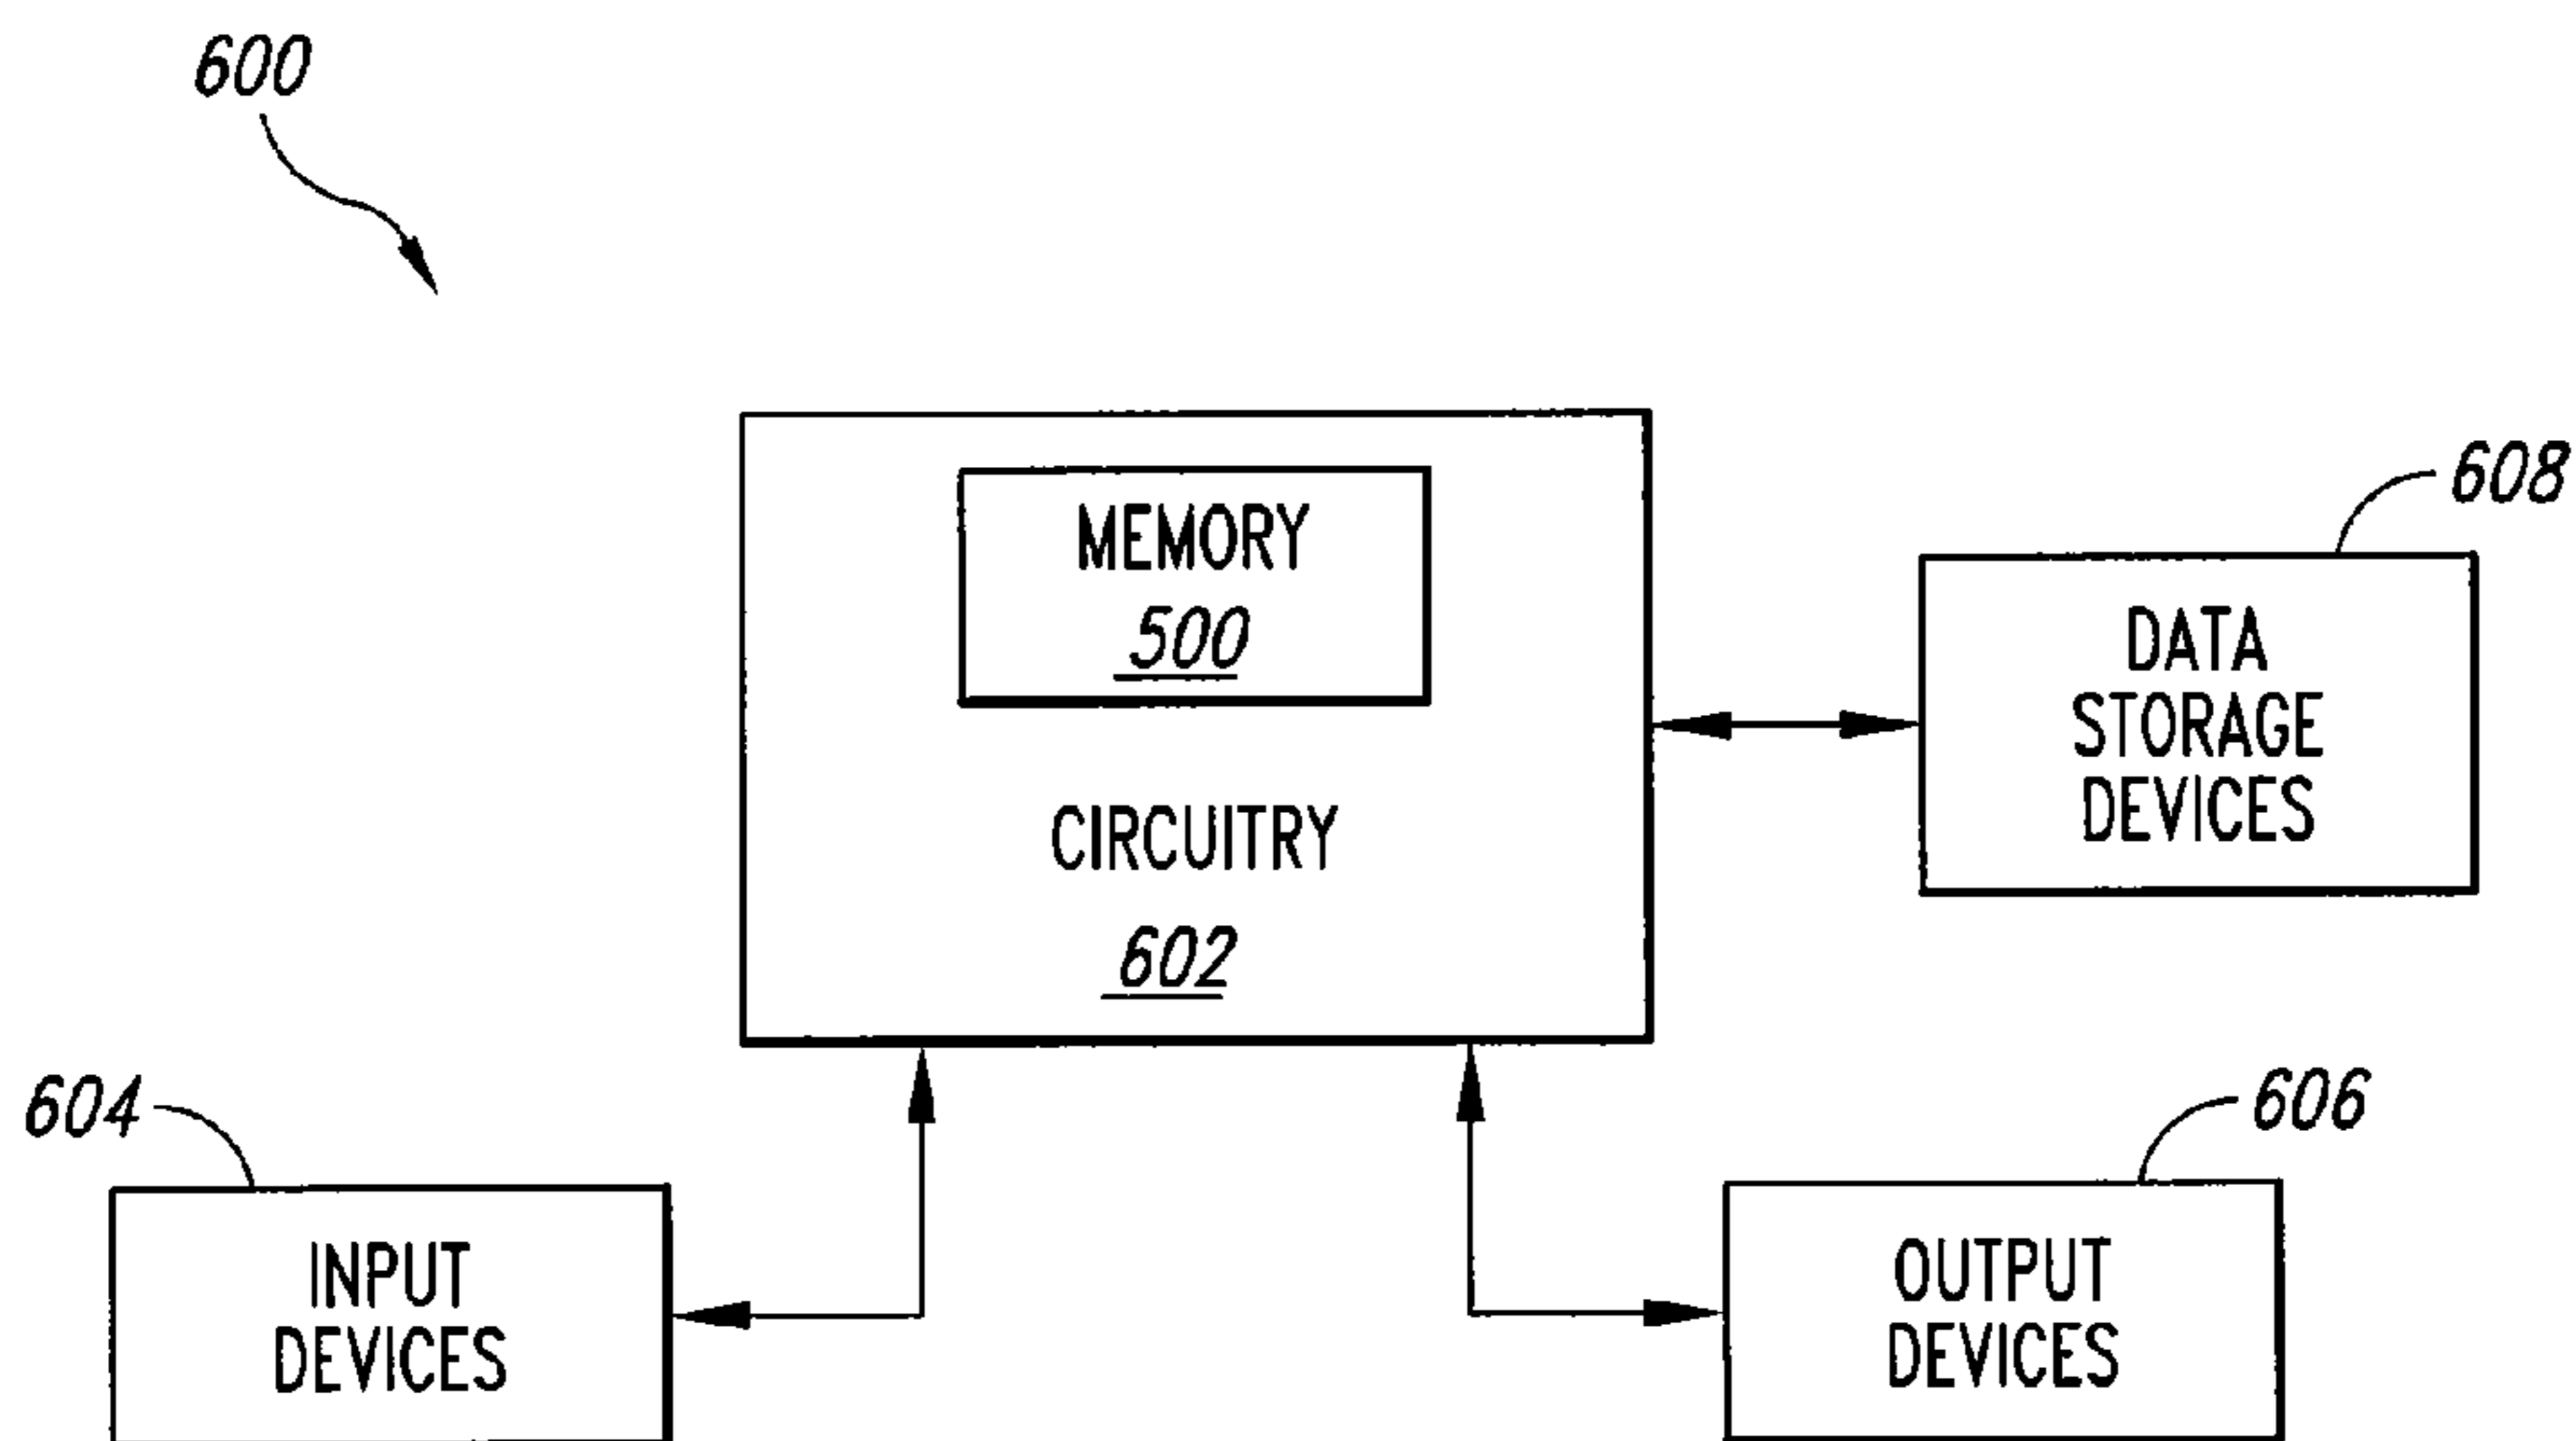 600
MEMORY
500
CIRCUITRY
602
608
DATA
STORAGE
DEVICES
604
INPUT
DEVICES
606
OUTPUT
DEVICES